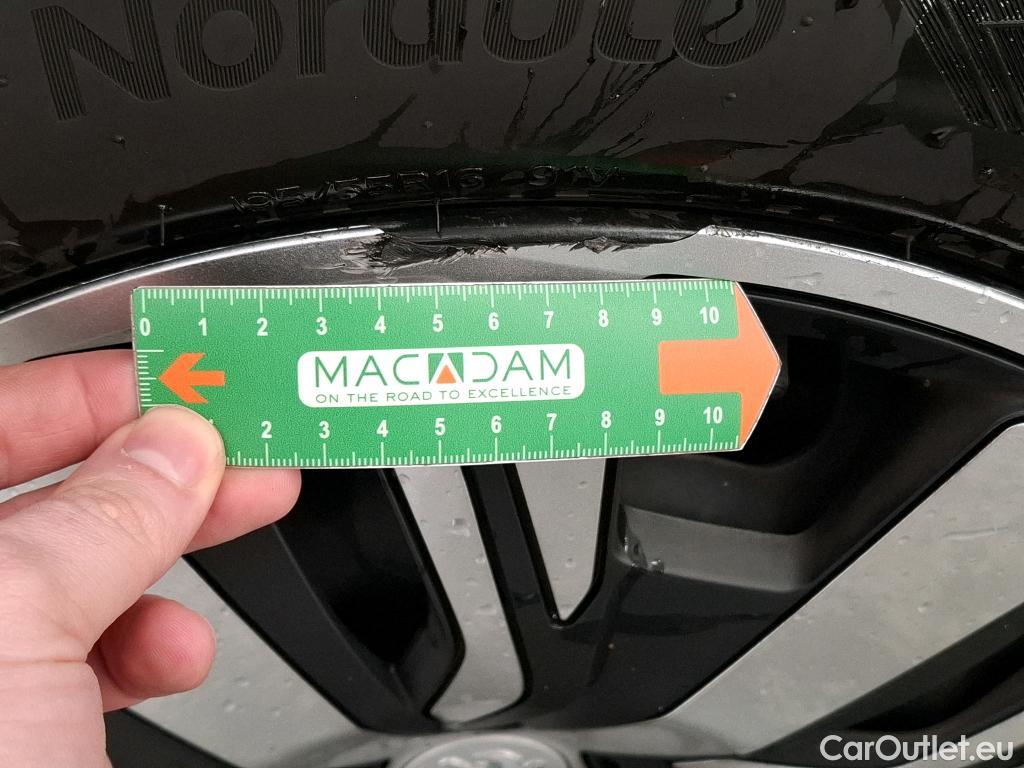 Norauto
195/55R16 91V
0 1 2 3 4 5 6 7 8 9 10
MACADAM
ON THE ROAD TO EXCELLENCE
2 3 4 5 6 7 8 9 10
CarOutlet.eu